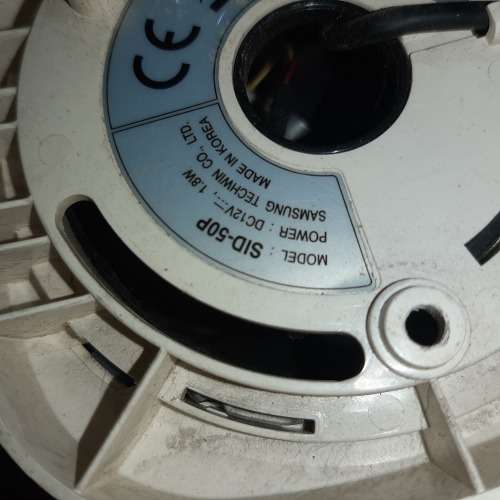 CE
MODEL : SID-50P
POWER : DC12V⎓, 1.8W
SAMSUNG TECHWIN CO., LTD.
MADE IN KOREA